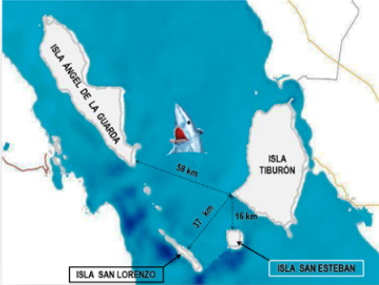 ISLA ÁNGEL DE LA GUARDA
ISLA
TIBURÓN
58 km
37 km
16 km
ISLA SAN LORENZO
ISLA SAN ESTEBAN